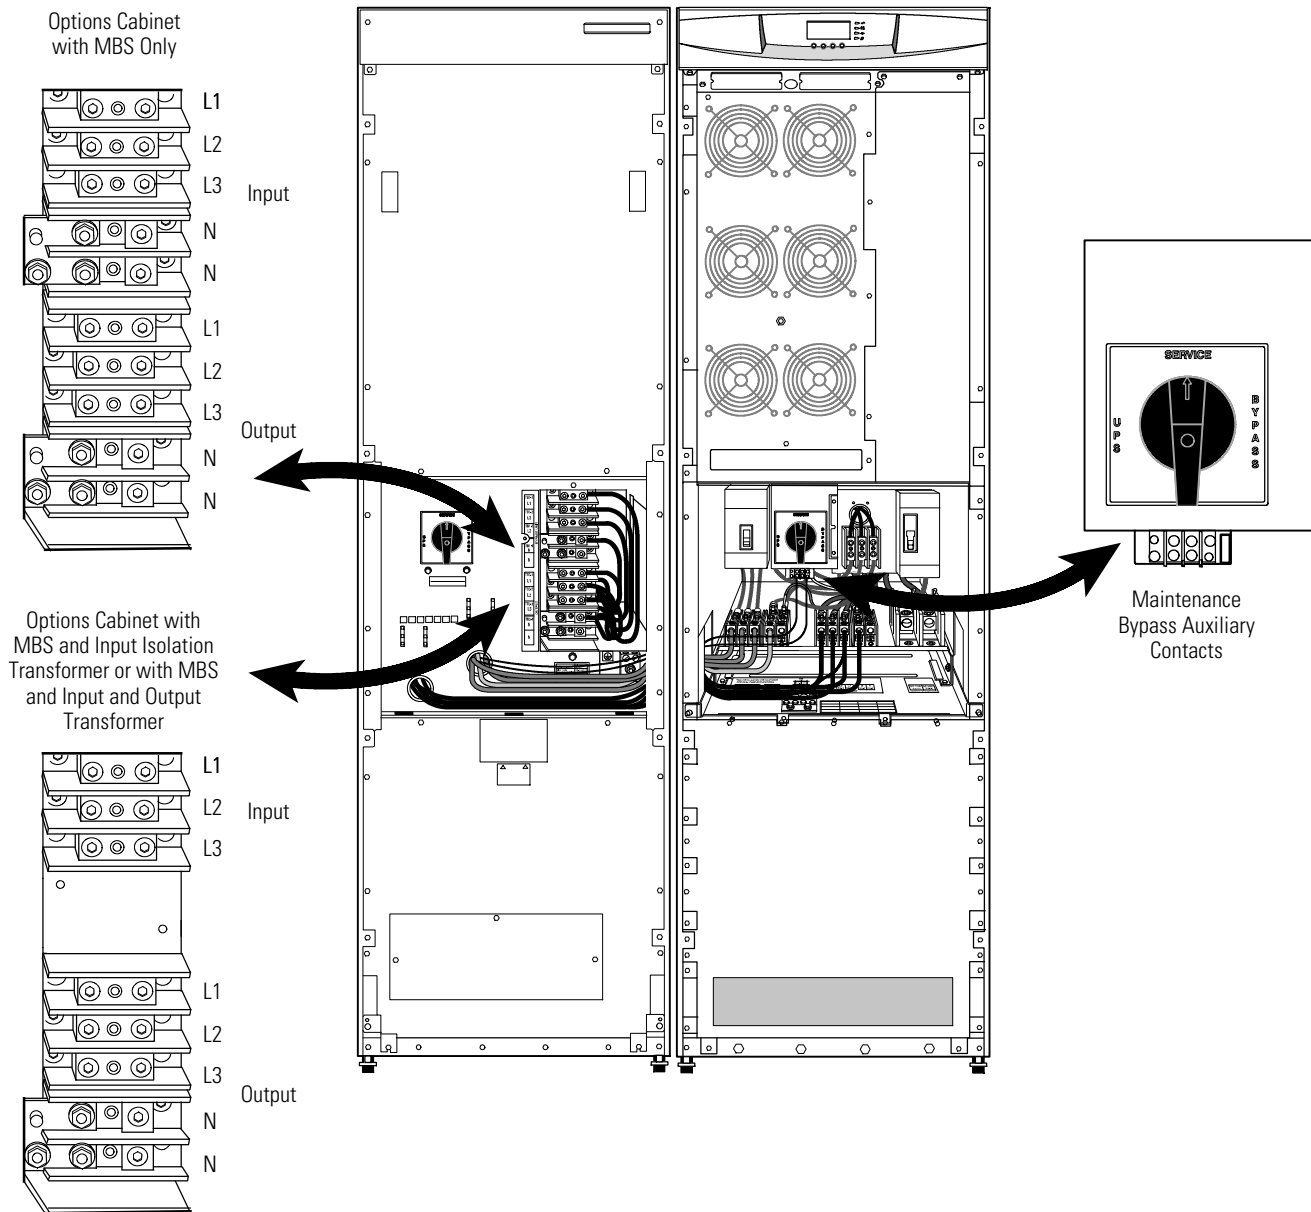 Options Cabinet
with MBS Only
L1
L2
L3
Input
N
N
L1
L2
L3
Output
N
N
Options Cabinet with
MBS and Input Isolation
Transformer or with MBS
and Input and Output
Transformer
L1
L2
Input
L3
L1
L2
L3
Output
N
N
SERVICE
UPS
BYPASS
Maintenance
Bypass Auxiliary
Contacts